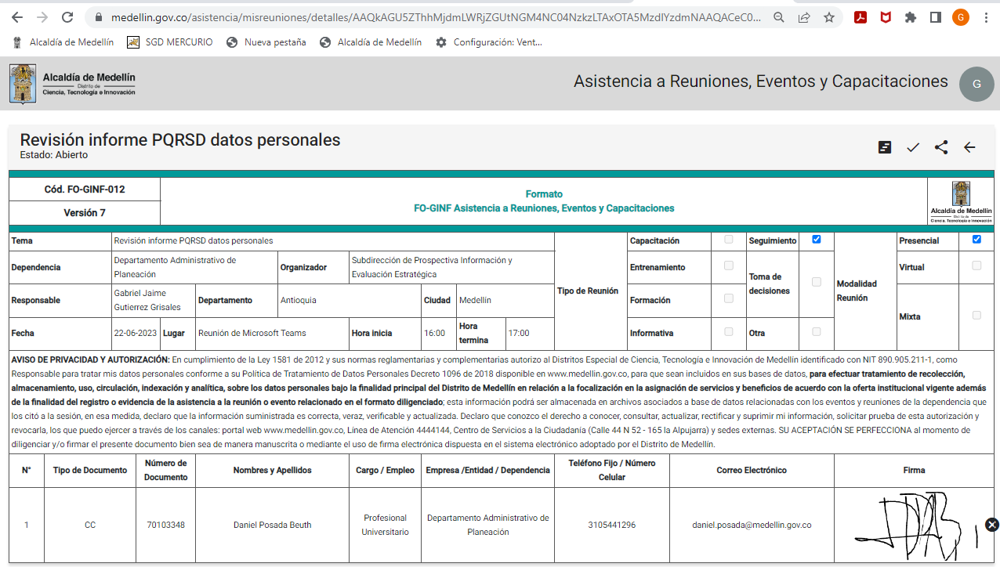 medellin.gov.co/asistencia/misreuniones/detalles/AAQkAGU5ZThhMjdmLWRjZGUtNGM4NC04NzkzLTAxOTA5MzdlYzdmNAAQACeC0...
G
Alcaldía de Medellín SGD MERCURIO Nueva pestaña Alcaldía de Medellín Configuración: Vent...
Alcaldía de Medellín
Distrito de
Ciencia, Tecnología e Innovación
Asistencia a Reuniones, Eventos y Capacitaciones
G
Revisión informe PQRSD datos personales
Estado: Abierto
Cód. FO-GINF-012
Versión 7
Formato
FO-GINF Asistencia a Reuniones, Eventos y Capacitaciones
Alcaldía de Medellín
Distrito de
Ciencia, Tecnología e Innovación
Tema Revisión informe PQRSD datos personales
Dependencia Departamento Administrativo de Planeación Organizador Subdirección de Prospectiva Información y Evaluación Estratégica
Responsable Gabriel Jaime Gutierrez Grisales Departamento Antioquia Ciudad Medellín
Fecha 22-06-2023 Lugar Reunión de Microsoft Teams Hora inicia 16:00 Hora termina 17:00
Tipo de Reunión
Capacitación Seguimiento
Entrenamiento Toma de decisiones
Formación
Informativa Otra
Modalidad Reunión
Presencial
Virtual
Mixta
AVISO DE PRIVACIDAD Y AUTORIZACIÓN: En cumplimiento de la Ley 1581 de 2012 y sus normas reglamentarias y complementarias autorizo al Distritos Especial de Ciencia, Tecnología e Innovación de Medellín identificado con NIT 890.905.211-1, como
Responsable para tratar mis datos personales conforme a su Política de Tratamiento de Datos Personales Decreto 1096 de 2018 disponible en www.medellin.gov.co, para que sean incluidos en sus bases de datos, para efectuar tratamiento de recolección,
almacenamiento, uso, circulación, indexación y analítica, sobre los datos personales bajo la finalidad principal del Distrito de Medellín en relación a la focalización en la asignación de servicios y beneficios de acuerdo con la oferta institucional vigente además
de la finalidad del registro o evidencia de la asistencia a la reunión o evento relacionado en el formato diligenciado; esta información podrá ser almacenada en archivos asociados a base de datos relacionadas con los eventos y reuniones de la dependencia que
los citó a la sesión, en esa medida, declaro que la información suministrada es correcta, veraz, verificable y actualizada. Declaro que conozco el derecho a conocer, consultar, actualizar, rectificar y suprimir mi información, solicitar prueba de esta autorización y
revocarla, los que puedo ejercer a través de los canales: portal web www.medellin.gov.co, Línea de Atención 4444144, Centro de Servicios a la Ciudadanía (Calle 44 N 52 - 165 la Alpujarra) y sedes externas. SU ACEPTACIÓN SE PERFECCIONA al momento de
diligenciar y/o firmar el presente documento bien sea de manera manuscrita o mediante el uso de firma electrónica dispuesta en el sistema electrónico adoptado por el Distrito de Medellín.
N° Tipo de Documento Número de Documento Nombres y Apellidos Cargo / Empleo Empresa /Entidad / Dependencia Teléfono Fijo / Número Celular Correo Electrónico Firma
1 CC 70103348 Daniel Posada Beuth Profesional Universitario Departamento Administrativo de Planeación 3105441296 daniel.posada@medellin.gov.co